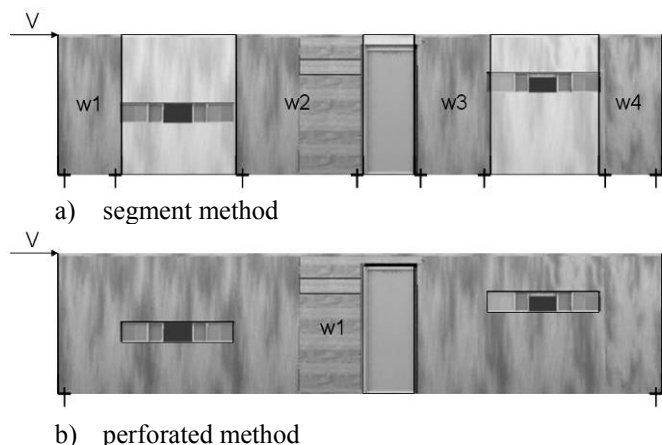 V
w1 w2 w3 w4
a) segment method
V
w1
b) perforated method